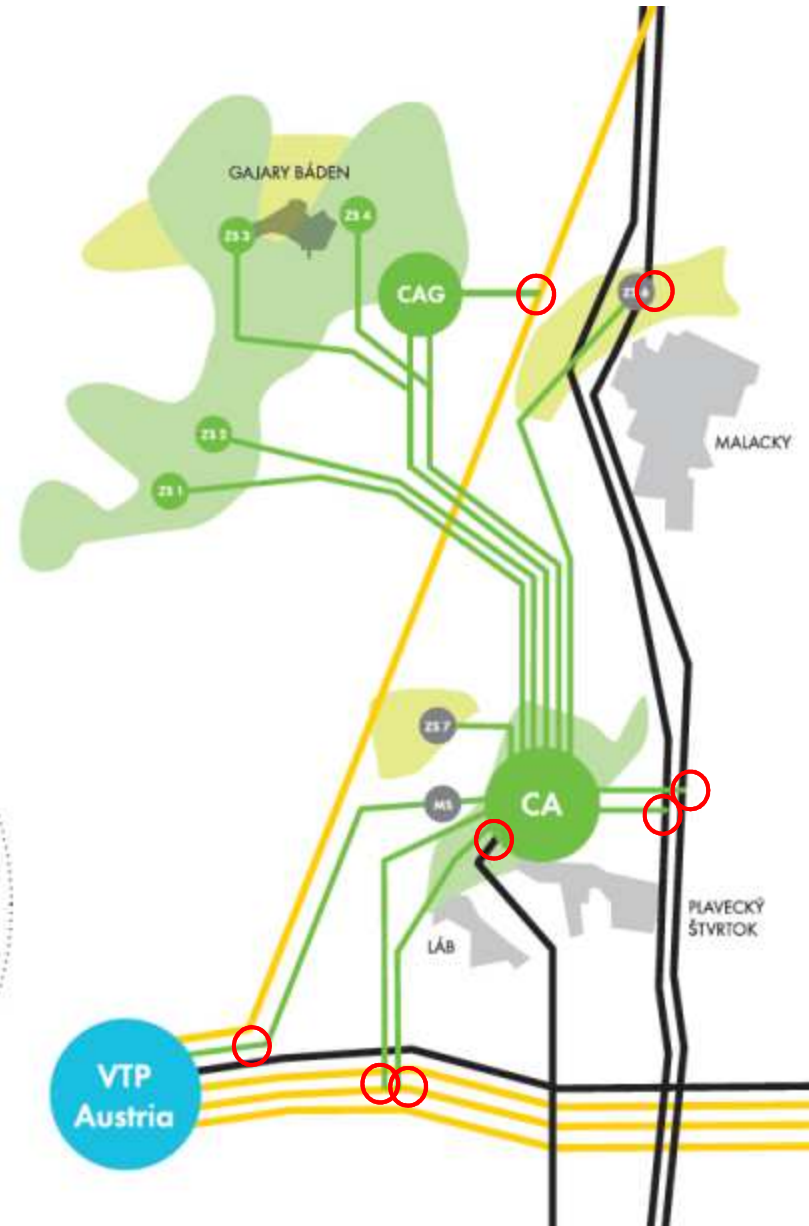 GAJARY BÁDEN
ZS 4
ZS 3
CAG
MALACKY
ZS 2
ZS 1
ZS 7
MS
CA
PLAVECKÝ
ŠTVRTOK
LÁB
VTP
Austria